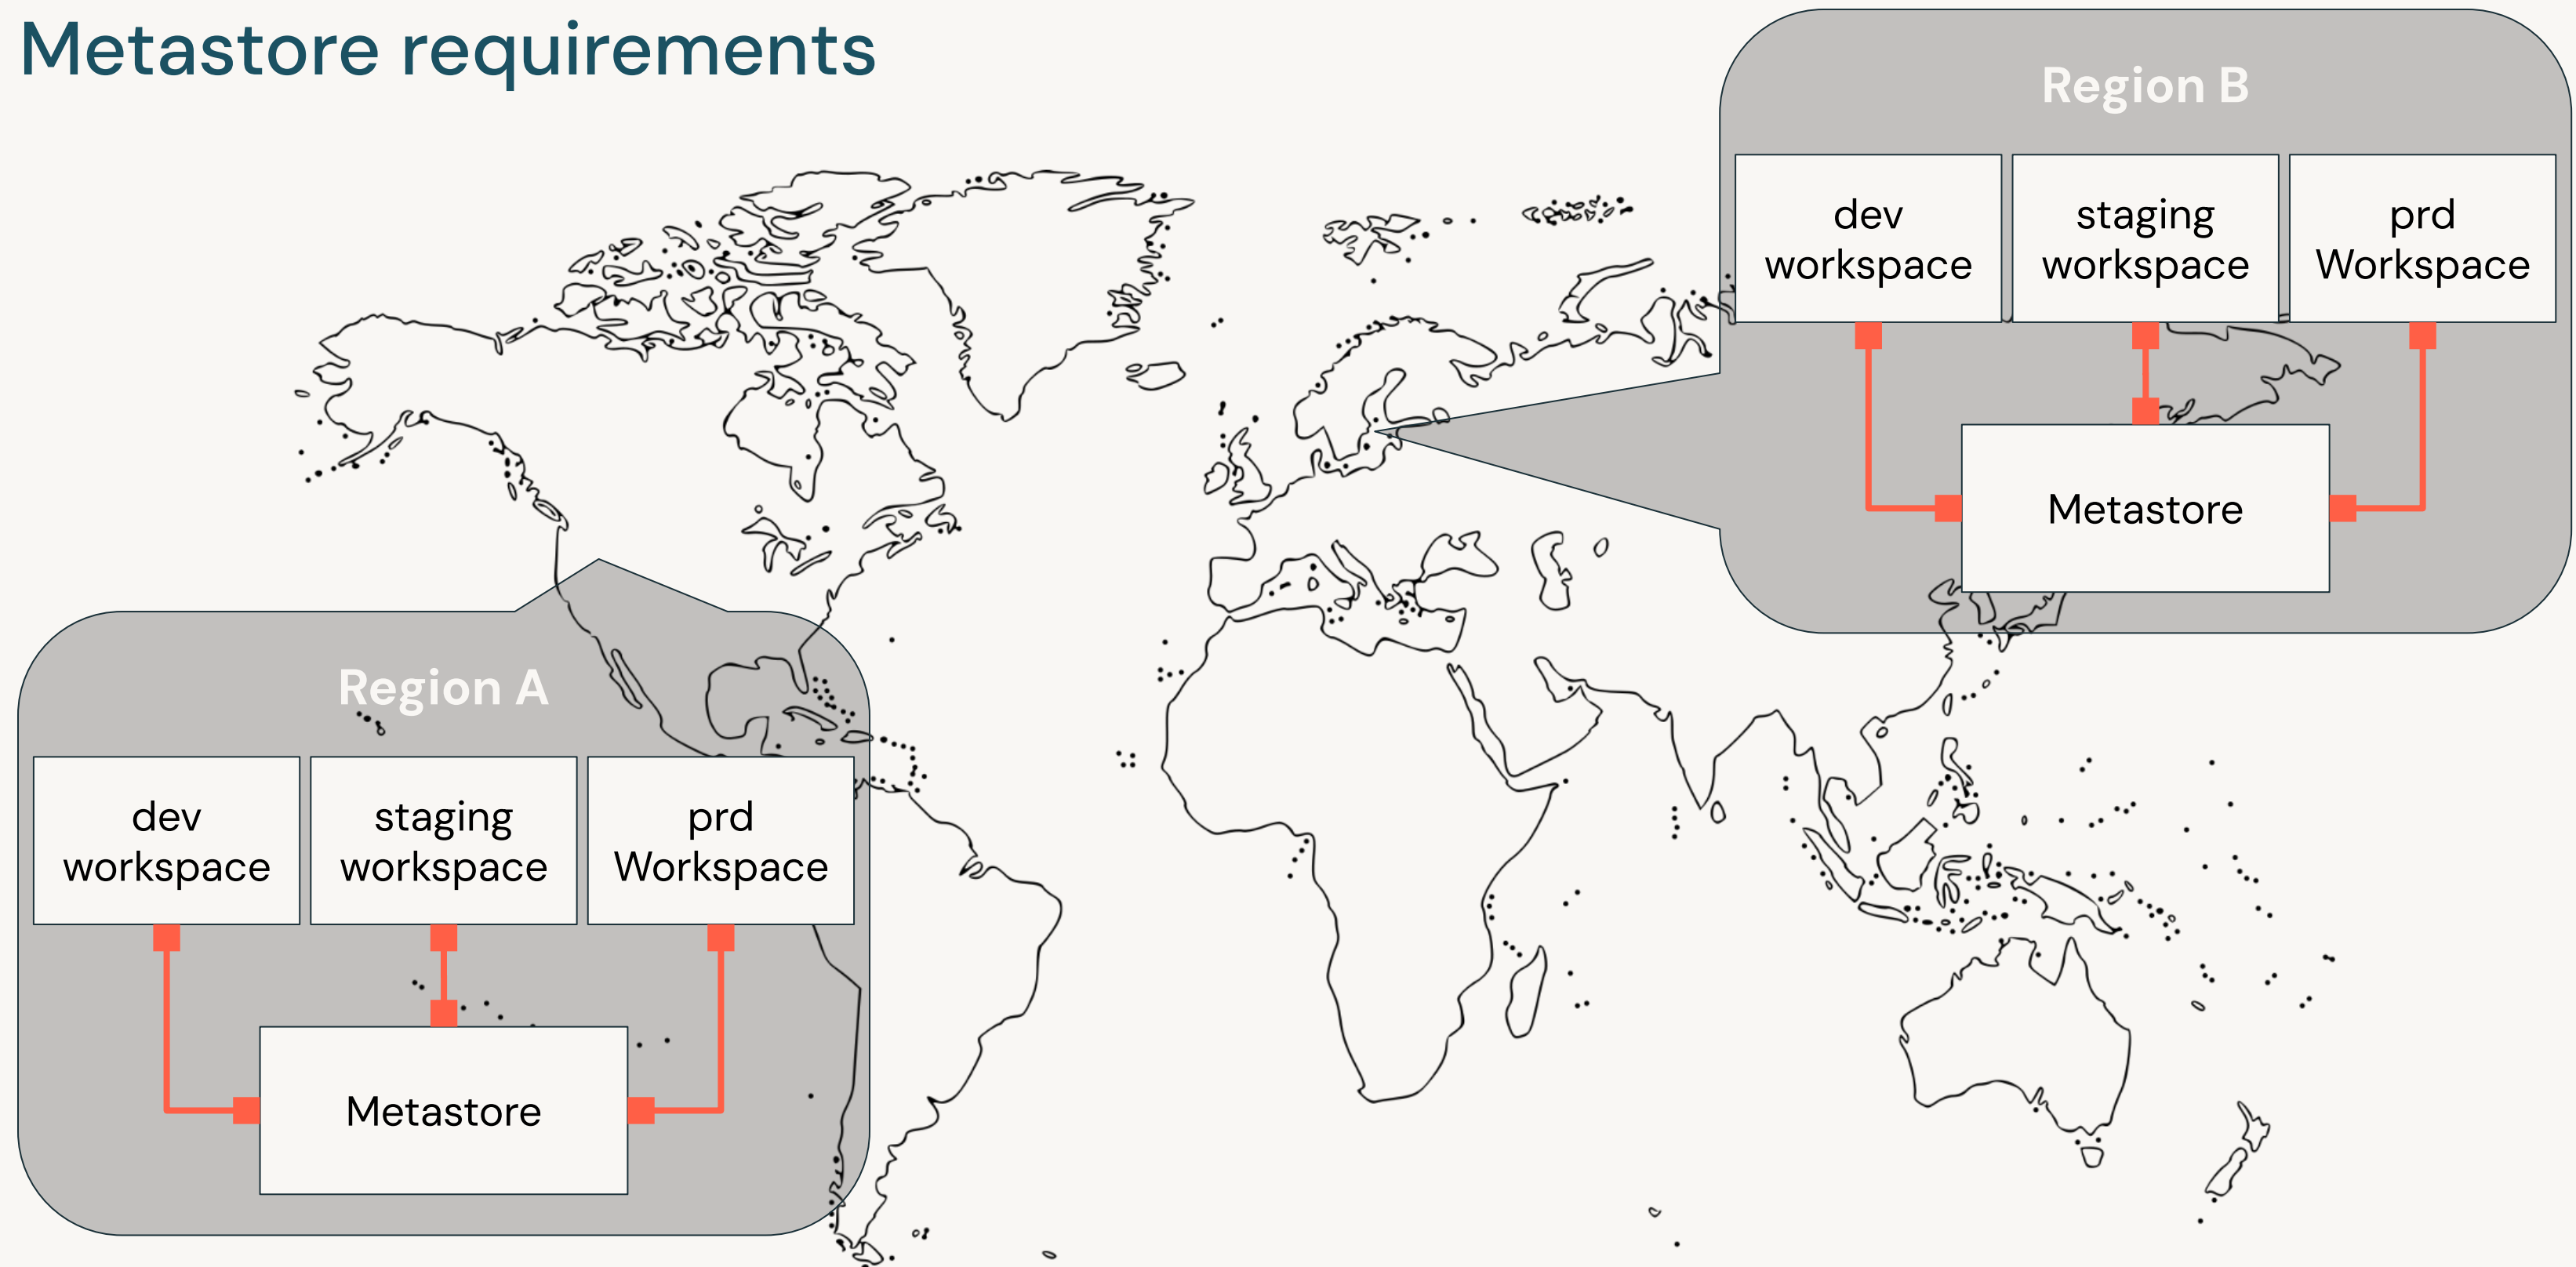 Metastore requirements
Region B
dev
workspace
staging
workspace
prd
Workspace
Metastore
Region A
dev
workspace
staging
workspace
prd
Workspace
Metastore